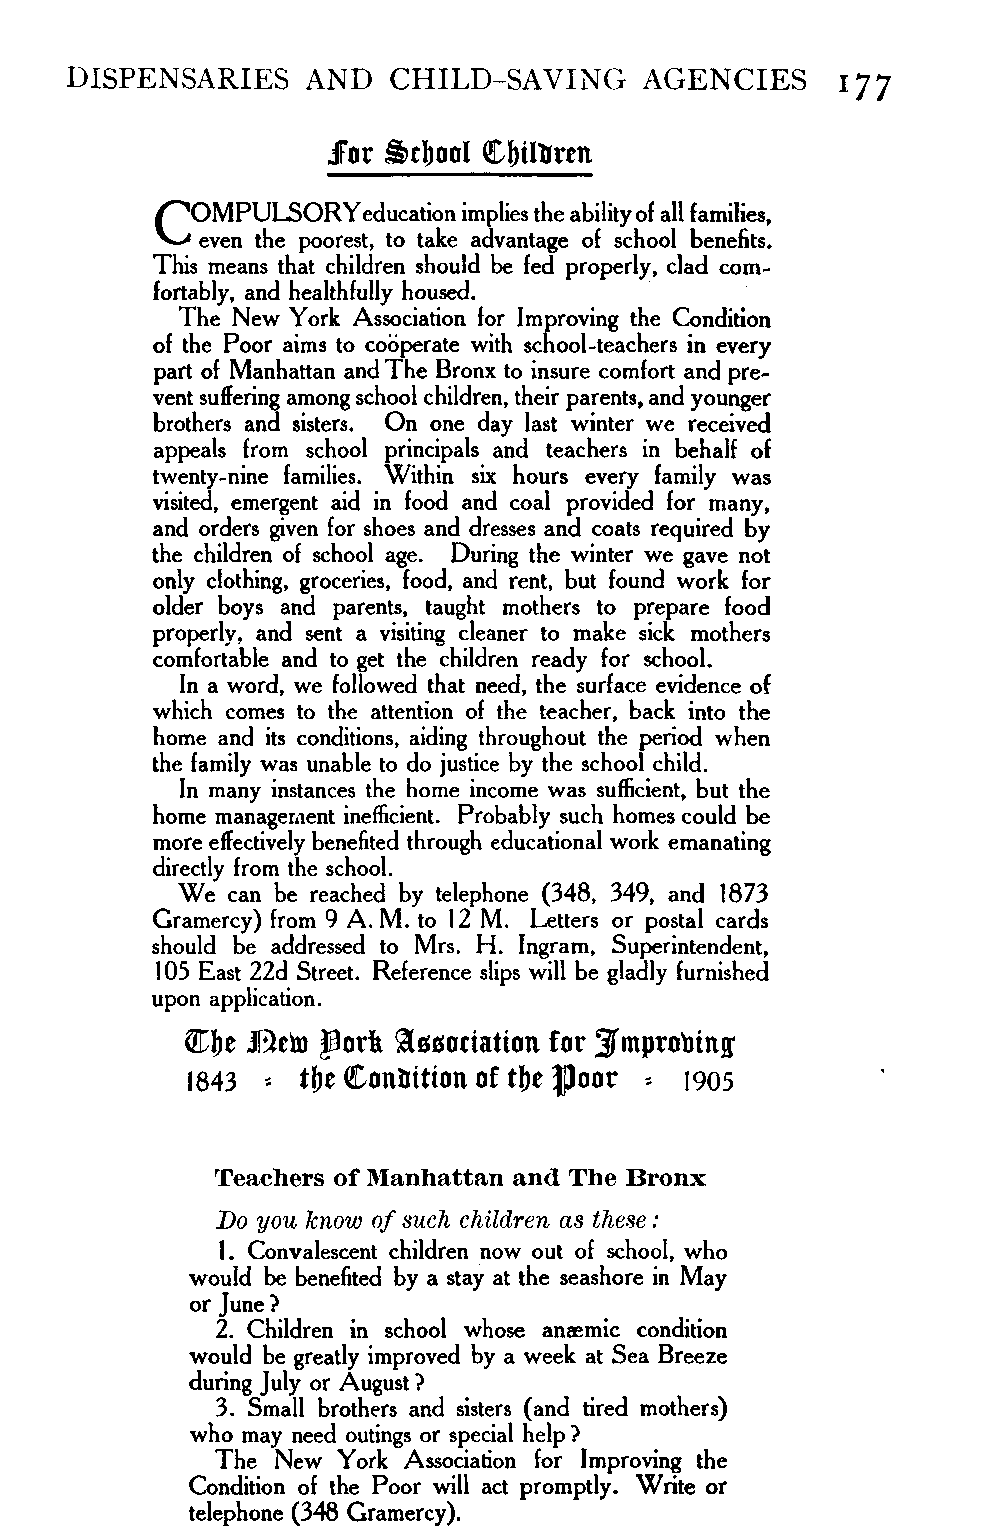 DISPENSARIES AND CHILD-SAVING AGENCIES 177
For School Children
COMPULSORY education implies the ability of all families,
even the poorest, to take advantage of school benefits.
This means that children should be fed properly, clad com-
fortably, and healthfully housed.
The New York Association for Improving the Condition
of the Poor aims to coöperate with school-teachers in every
part of Manhattan and The Bronx to insure comfort and pre-
vent suffering among school children, their parents, and younger
brothers and sisters. On one day last winter we received
appeals from school principals and teachers in behalf of
twenty-nine families. Within six hours every family was
visited, emergent aid in food and coal provided for many,
and orders given for shoes and dresses and coats required by
the children of school age. During the winter we gave not
only clothing, groceries, food, and rent, but found work for
older boys and parents, taught mothers to prepare food
properly, and sent a visiting cleaner to make sick mothers
comfortable and to get the children ready for school.
In a word, we followed that need, the surface evidence of
which comes to the attention of the teacher, back into the
home and its conditions, aiding throughout the period when
the family was unable to do justice by the school child.
In many instances the home income was sufficient, but the
home management inefficient. Probably such homes could be
more effectively benefited through educational work emanating
directly from the school.
We can be reached by telephone (348, 349, and 1873
Gramercy) from 9 A. M. to 12 M. Letters or postal cards
should be addressed to Mrs. H. Ingram, Superintendent,
105 East 22d Street. Reference slips will be gladly furnished
upon application.
The New York Association for Improving
1843 : the Condition of the Poor : 1905
Teachers of Manhattan and The Bronx
Do you know of such children as these:
1. Convalescent children now out of school, who
would be benefited by a stay at the seashore in May
or June?
2. Children in school whose anæmic condition
would be greatly improved by a week at Sea Breeze
during July or August?
3. Small brothers and sisters (and tired mothers)
who may need outings or special help?
The New York Association for Improving the
Condition of the Poor will act promptly. Write or
telephone (348 Gramercy).